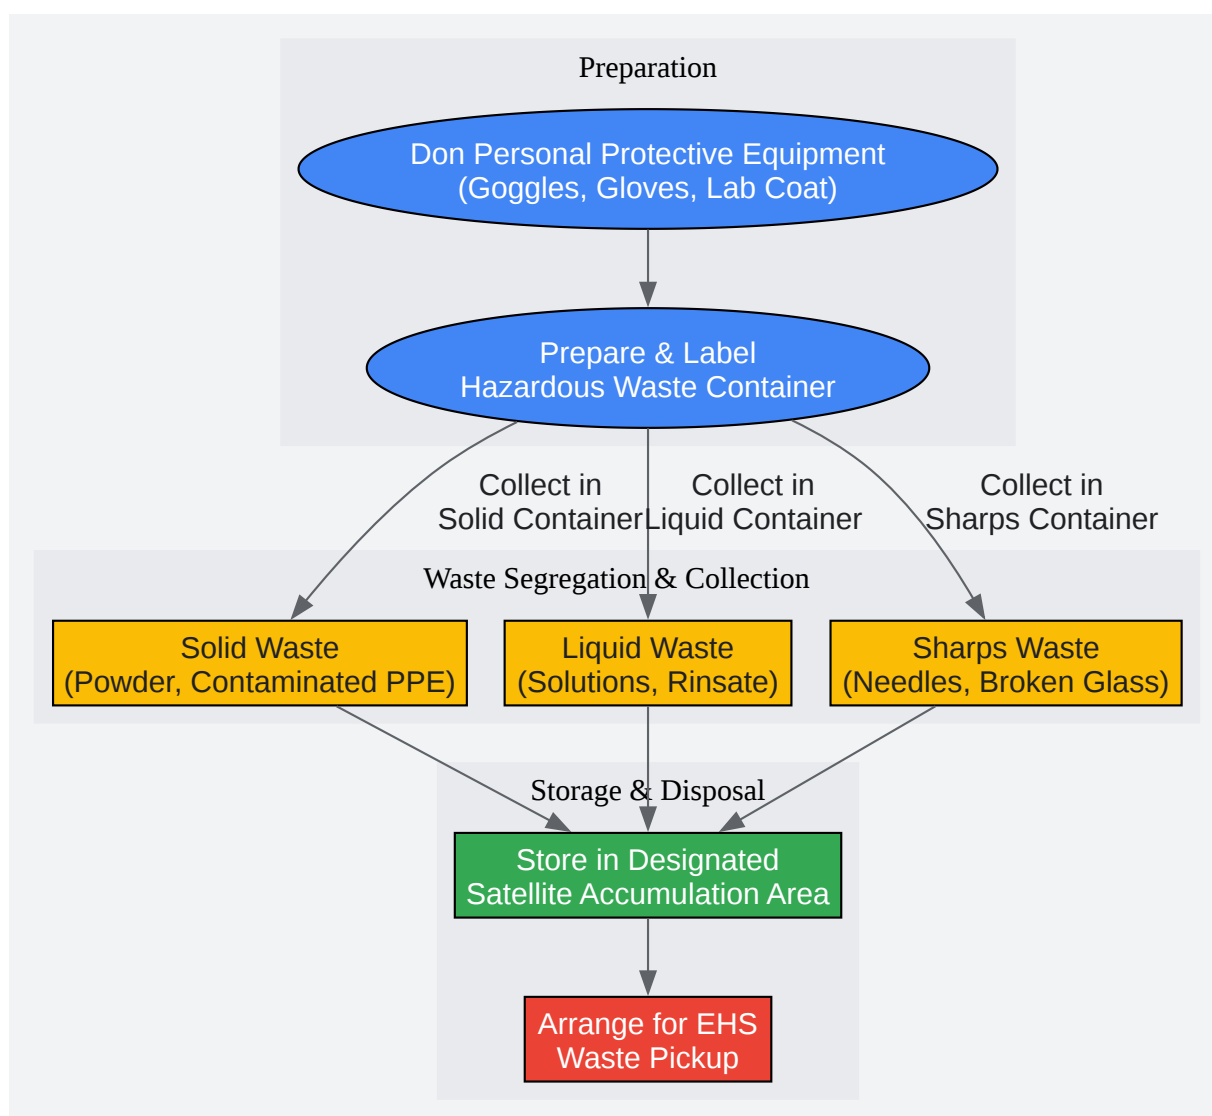 Preparation
Don Personal Protective Equipment
(Goggles, Gloves, Lab Coat)
Prepare & Label
Hazardous Waste Container
Collect in
Solid Container
Collect in
Liquid Container
Collect in
Sharps Container
Waste Segregation & Collection
Solid Waste
(Powder, Contaminated PPE)
Liquid Waste
(Solutions, Rinsate)
Sharps Waste
(Needles, Broken Glass)
Storage & Disposal
Store in Designated
Satellite Accumulation Area
Arrange for EHS
Waste Pickup